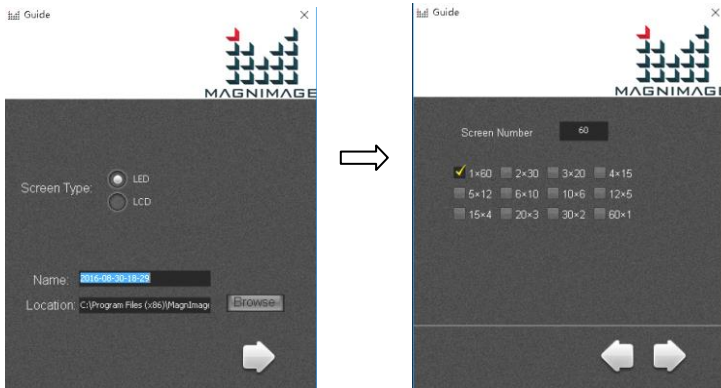 Guide
MAGNIMAGE
Screen Type:
LED
LCD
Name: 2016-08-30-18-29
Location: C:\Program Files (x86)\MagnImage
Browse
Guide
MAGNIMAGE
Screen Number 60
1×60 2×30 3×20 4×15
5×12 6×10 10×6 12×5
15×4 20×3 30×2 60×1